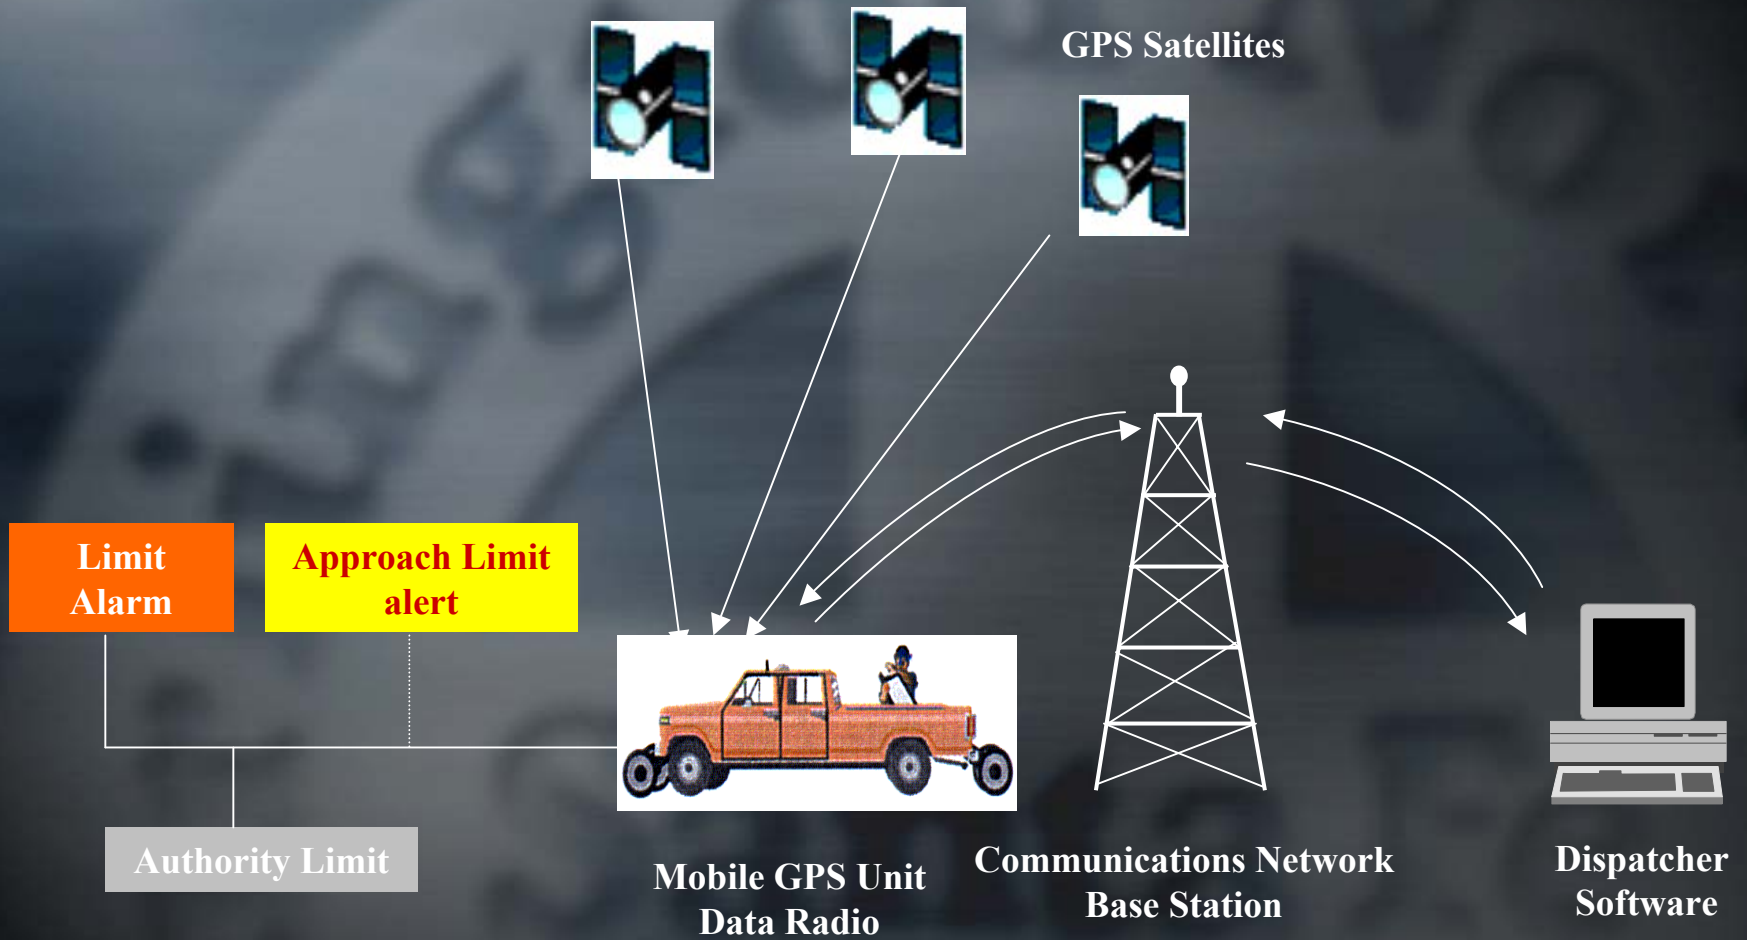 GPS Satellites
Limit
Alarm
Approach Limit
alert
Authority Limit
Mobile GPS Unit
Data Radio
Communications Network
Base Station
Dispatcher
Software